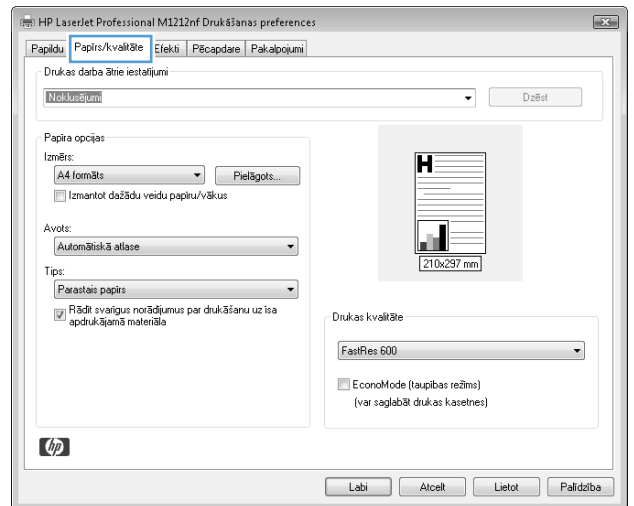 HP LaserJet Professional M1212nf Drukāšanas preferences
Papildu Papīrs/kvalitāte Efekti Pēcapdare Pakalpojumi
Drukas darba ātrie iestatījumi
Noklusējumi Dzēst
Papīra opcijas
Izmērs:
A4 formāts Pielāgots...
Izmantot dažādu veidu papīru/vākus
Avots:
Automātiskā atlase
Tips:
Parastais papīrs
Rādīt svarīgus norādījumus par drukāšanu uz īsa
apdrukājamā materiāla
H
210x297 mm
Drukas kvalitāte
FastRes 600
EconoMode (taupības režīms)
(var saglabāt drukas kasetnes)
hp
Labi Atcelt Lietot Palīdzība